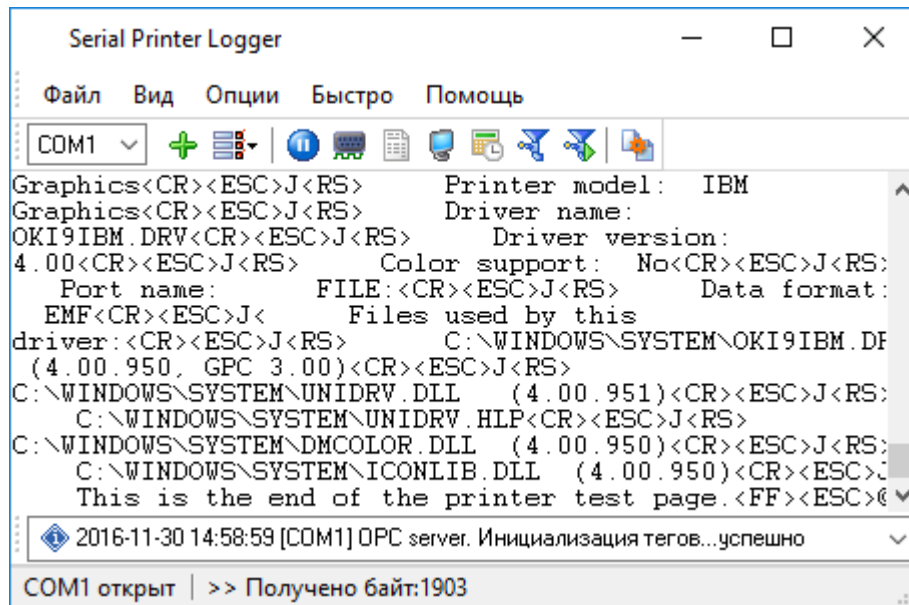 Serial Printer Logger
Файл Вид Опции Быстро Помощь
COM1
Graphics<CR><ESC>J<RS> Printer model: IBM
Graphics<CR><ESC>J<RS> Driver name:
OKI9IBM.DRV<CR><ESC>J<RS> Driver version:
4.00<CR><ESC>J<RS> Color support: No<CR><ESC>J<RS>
Port name: FILE:<CR><ESC>J<RS> Data format:
EMF<CR><ESC>J< Files used by this
driver:<CR><ESC>J<RS> C:\WINDOWS\SYSTEM\OKI9IBM.DR
(4.00.950, GPC 3.00)<CR><ESC>J<RS>
C:\WINDOWS\SYSTEM\UNIDRV.DLL (4.00.951)<CR><ESC>J<RS>
C:\WINDOWS\SYSTEM\UNIDRV.HLP<CR><ESC>J<RS>
C:\WINDOWS\SYSTEM\DMCOLOR.DLL (4.00.950)<CR><ESC>J<RS>
C:\WINDOWS\SYSTEM\ICONLIB.DLL (4.00.950)<CR><ESC>J
This is the end of the printer test page.<FF><ESC>@
2016-11-30 14:58:59 [COM1] OPC server. Инициализация тегов...успешно
COM1 открыт >> Получено байт:1903